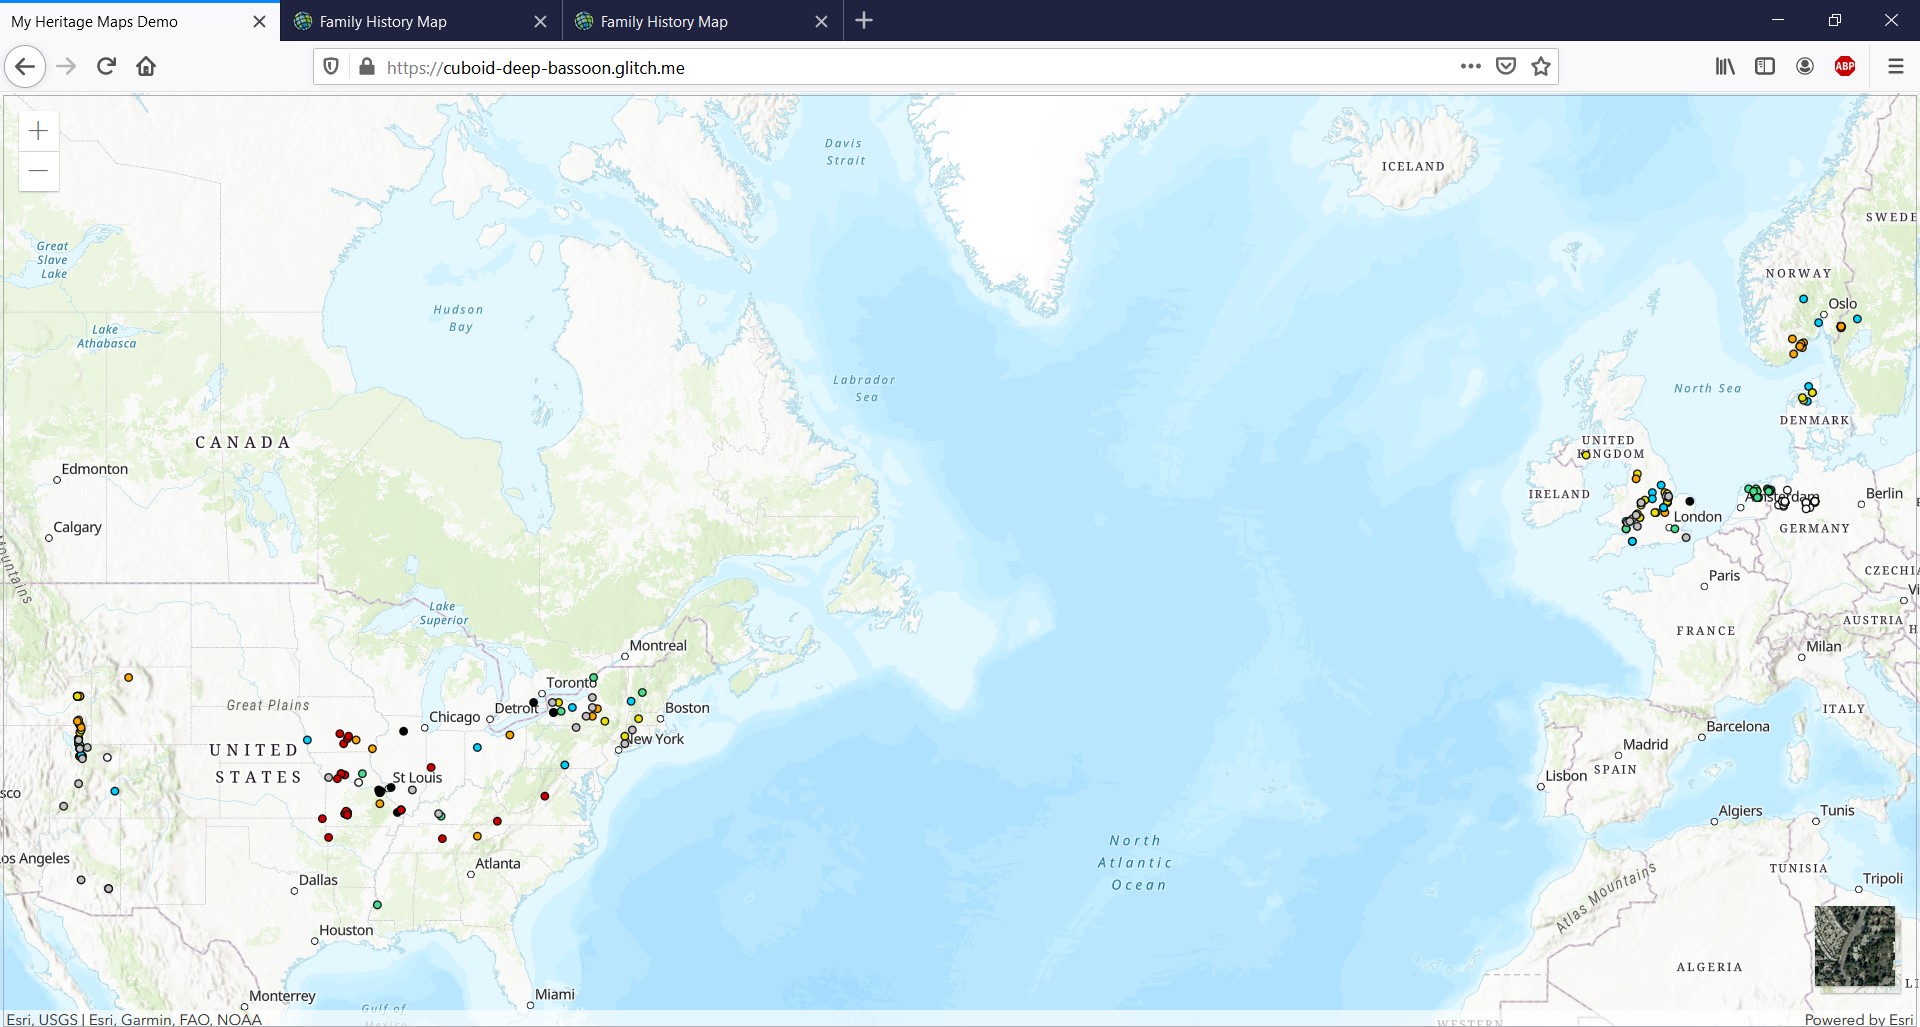 My Heritage Maps Demo
Family History Map
Family History Map
https://cuboid-deep-bassoon.glitch.me
ABP
+
−
Davis
Strait
ICELAND
SWEDE
Great
Slave
Lake
NORWAY
Oslo
Hudson
Bay
Lake
Athabasca
Labrador
Sea
North Sea
DENMARK
CANADA
UNITED
KINGDOM
Edmonton
IRELAND
Amsterdam
Berlin
London
Calgary
GERMANY
Mountains
Paris
CZECHIA
Vi
Lake
Superior
AUSTRIA
H
FRANCE
Montreal
Milan
Toronto
Great Plains
Detroit
Boston
Chicago
ITALY
Barcelona
New York
UNITED
STATES
Madrid
SPAIN
St Louis
Lisbon
sco
Algiers
Tunis
North
Atlantic
Ocean
os Angeles
Atlanta
TUNISIA
Tripoli
Dallas
Atlas Mountains
Houston
ALGERIA
LI
Monterrey
Miami
Gulf of
Mexico
WESTERN
Esri, USGS | Esri, Garmin, FAO, NOAA
Powered by Esri